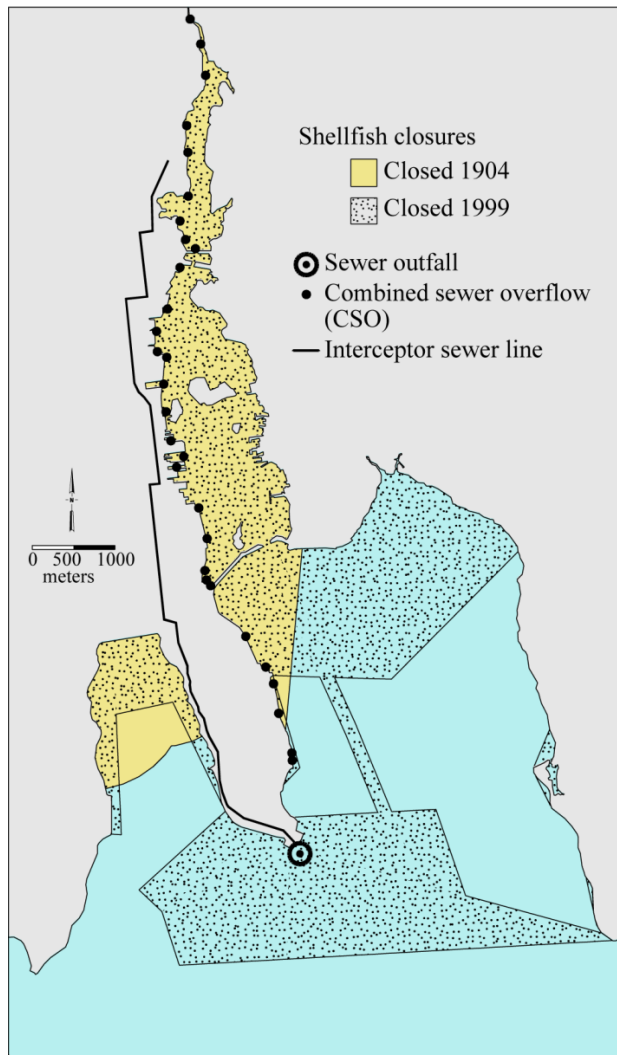 Shellfish closures
Closed 1904
Closed 1999
Sewer outfall
Combined sewer overflow
(CSO)
Interceptor sewer line
N
0 500 1000
meters